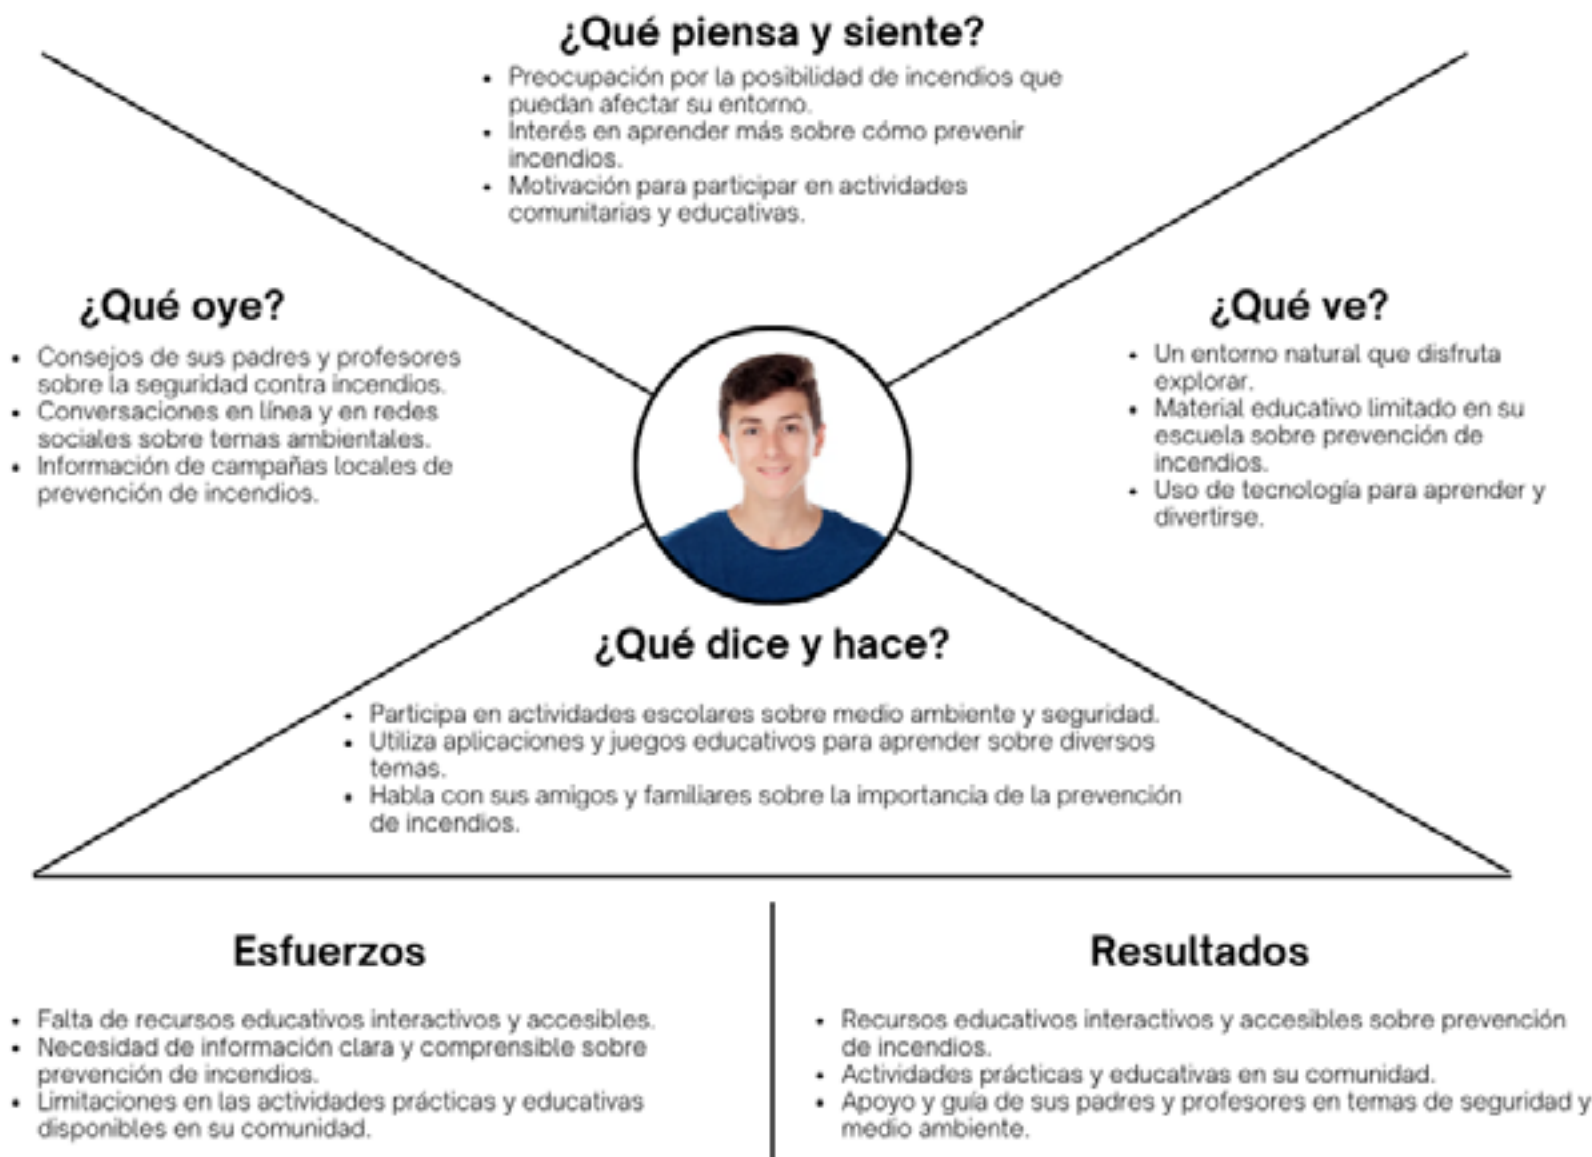 ¿Qué piensa y siente?
• Preocupación por la posibilidad de incendios que
puedan afectar su entorno.
• Interés en aprender más sobre cómo prevenir
incendios.
• Motivación para participar en actividades
comunitarias y educativas.
¿Qué oye?
• Consejos de sus padres y profesores
sobre la seguridad contra incendios.
• Conversaciones en línea y en redes
sociales sobre temas ambientales.
• Información de campañas locales de
prevención de incendios.
¿Qué ve?
• Un entorno natural que disfruta
explorar.
• Material educativo limitado en su
escuela sobre prevención de
incendios.
• Uso de tecnología para aprender y
divertirse.
¿Qué dice y hace?
• Participa en actividades escolares sobre medio ambiente y seguridad.
• Utiliza aplicaciones y juegos educativos para aprender sobre diversos
temas.
• Habla con sus amigos y familiares sobre la importancia de la prevención
de incendios.
Esfuerzos
• Falta de recursos educativos interactivos y accesibles.
• Necesidad de información clara y comprensible sobre
prevención de incendios.
• Limitaciones en las actividades prácticas y educativas
disponibles en su comunidad.
Resultados
• Recursos educativos interactivos y accesibles sobre prevención
de incendios.
• Actividades prácticas y educativas en su comunidad.
• Apoyo y guía de sus padres y profesores en temas de seguridad y
medio ambiente.